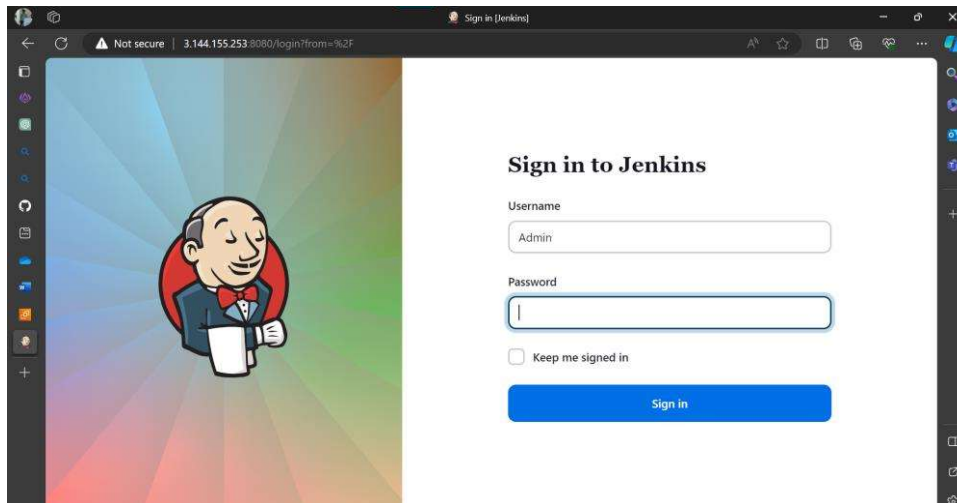 Sign in [Jenkins]
Not secure | 3.144.155.253:8080/login?from=%2F
Sign in to Jenkins
Username
Admin
Password
Keep me signed in
Sign in